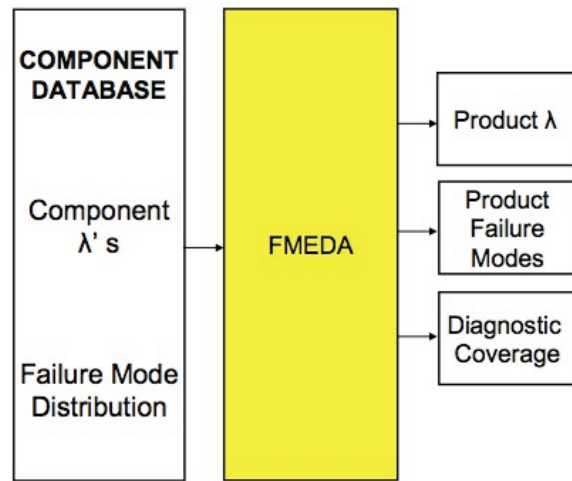 COMPONENT
DATABASE
Component
λ' s
Failure Mode
Distribution
FMEDA
Product λ
Product
Failure
Modes
Diagnostic
Coverage